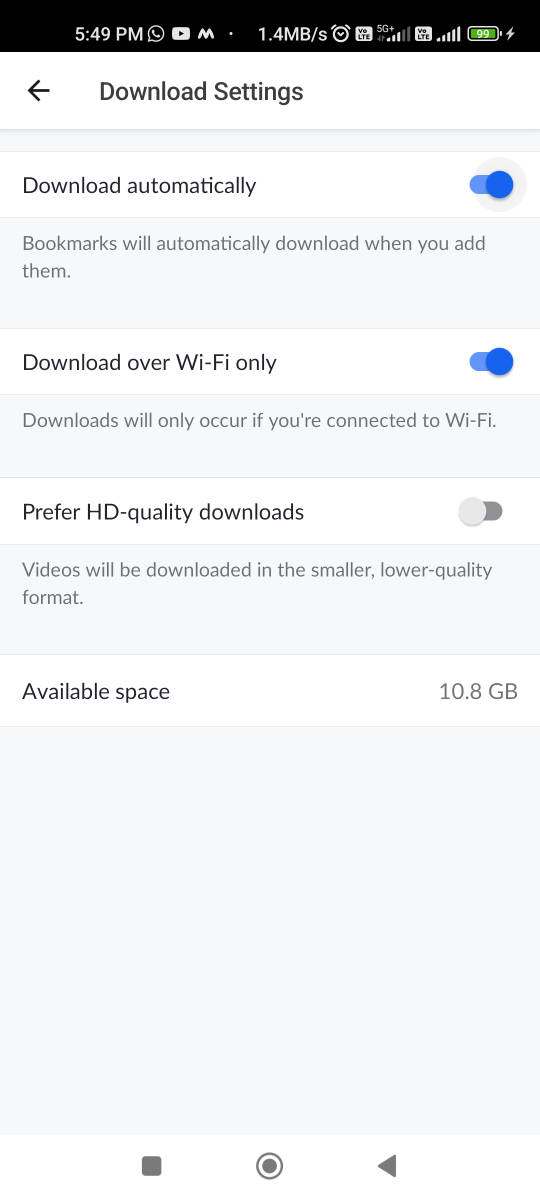 5:49 PM 1.4MB/s Vo LTE 5G+ Vo LTE 99
Download Settings
Download automatically
Bookmarks will automatically download when you add
them.
Download over Wi-Fi only
Downloads will only occur if you're connected to Wi-Fi.
Prefer HD-quality downloads
Videos will be downloaded in the smaller, lower-quality
format.
Available space 10.8 GB